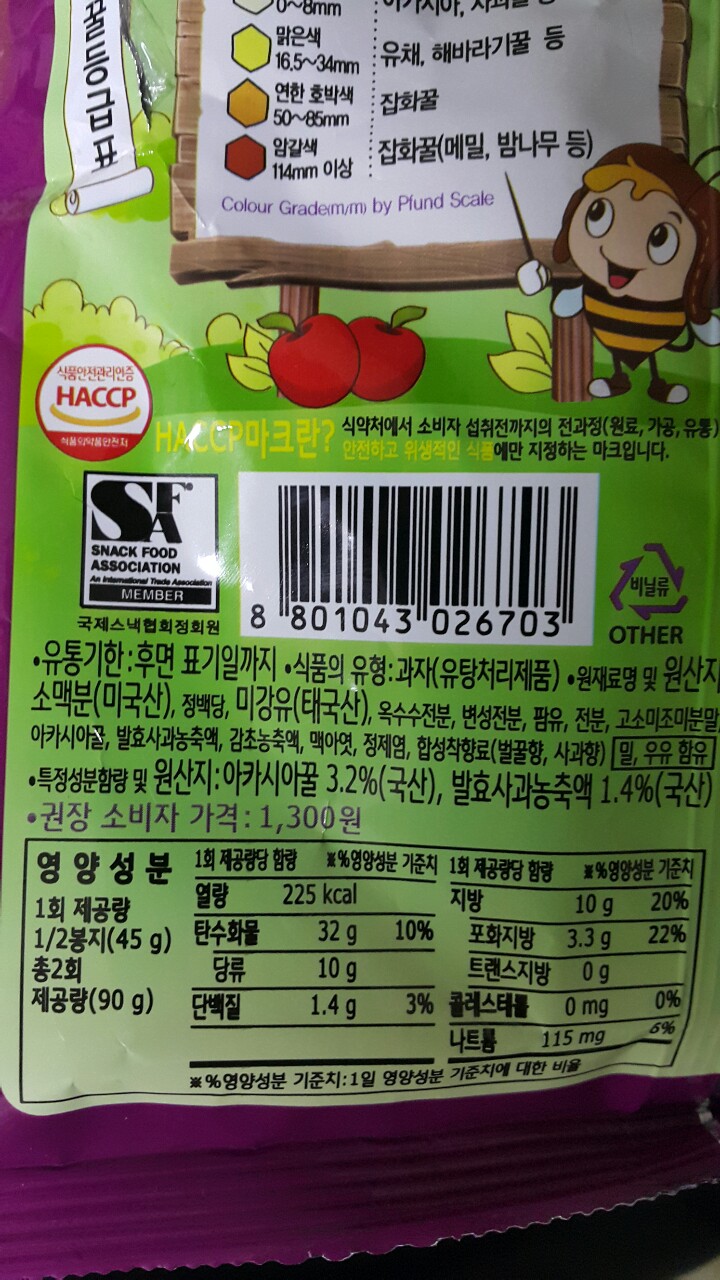 꿀등급표
0~8mm
맑은색
16.5~34mm
유채, 해바라기꿀 등
연한 호박색
50~85mm
잡화꿀
암갈색
114mm 이상
잡화꿀(메밀, 밤나무 등)
Colour Grade(m/m) by Pfund Scale
식품안전관리인증
HACCP
식품의약품안전처
HACCP마크란?
식약처에서 소비자 섭취전까지의 전과정(원료, 가공, 유통)
안전하고 위생적인 식품에만 지정하는 마크입니다.
SFA
SNACK FOOD
ASSOCIATION
An International Trade Association
MEMBER
국제스낵협회정회원
8 801043 026703
비닐류
OTHER
•유통기한:후면 표기일까지 •식품의 유형:과자(유탕처리제품) •원재료명 및 원산지
소맥분(미국산), 정백당, 미강유(태국산), 옥수수전분, 변성전분, 팜유, 전분, 고소미조미분말,
아카시아꿀, 발효사과농축액, 감초농축액, 맥아엿, 정제염, 합성착향료(벌꿀향, 사과향) 밀, 우유 함유
•특정성분함량 및 원산지:아카시아꿀 3.2%(국산), 발효사과농축액 1.4%(국산)
•권장 소비자 가격:1,300원
영양성분
1회 제공량
1/2봉지(45 g)
총2회
제공량(90 g)
1회 제공량당 함량 ※%영양성분 기준치
열량 225 kcal
탄수화물 32 g 10%
당류 10 g
단백질 1.4 g 3%
1회 제공량당 함량 ※%영양성분 기준치
지방 10 g 20%
포화지방 3.3 g 22%
트랜스지방 0 g
콜레스테롤 0 mg 0%
나트륨 115 mg 6%
※%영양성분 기준치:1일 영양성분 기준치에 대한 비율